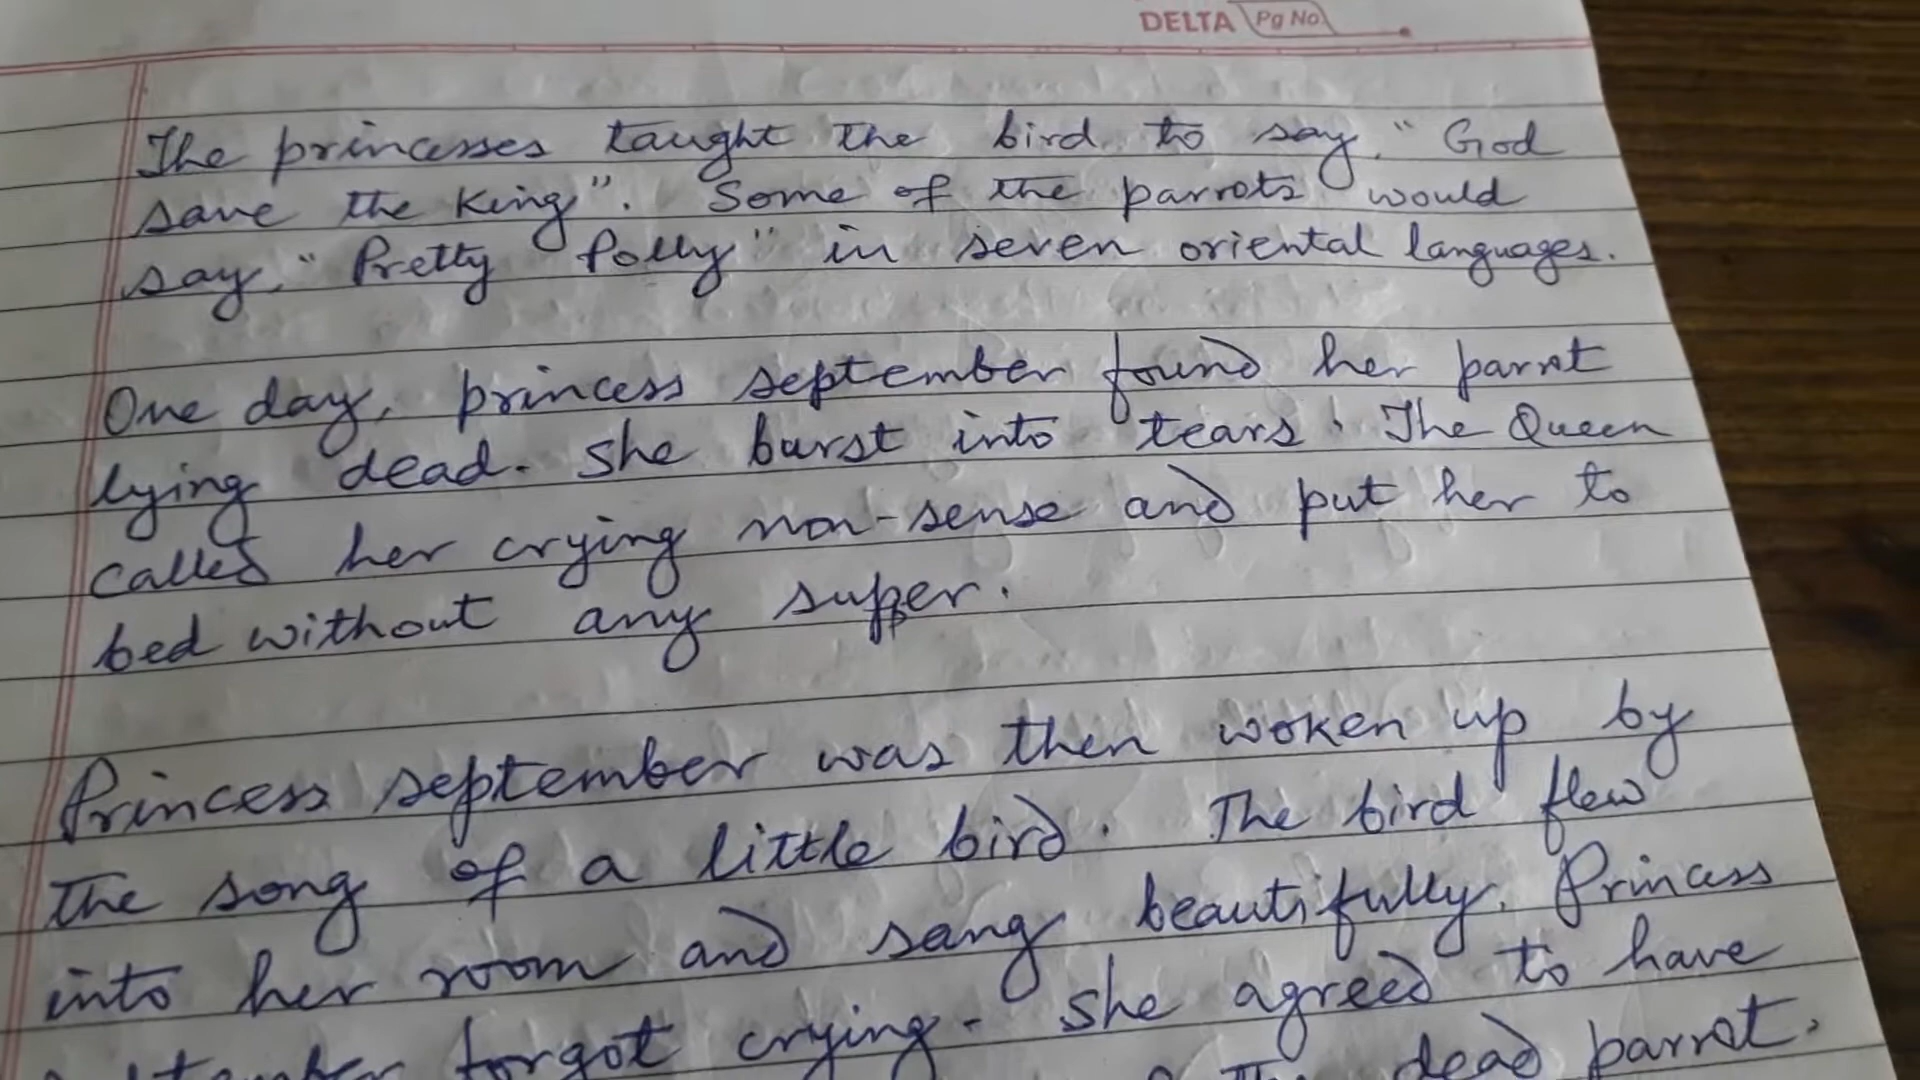 DELTA Pg No
The princesses taught the bird to say, "God
save the King". Some of the parrots would
say, "Pretty Polly" in seven oriental languages.
One day, princess september found her parrot
lying dead. She burst into tears. The Queen
called her crying non-sense and put her to
bed without any supper.
Princess september was then woken up by
the song of a little bird. The bird flew
into her room and sang beautifully. Princess
forgot crying. She agreed to have
dead parrot.